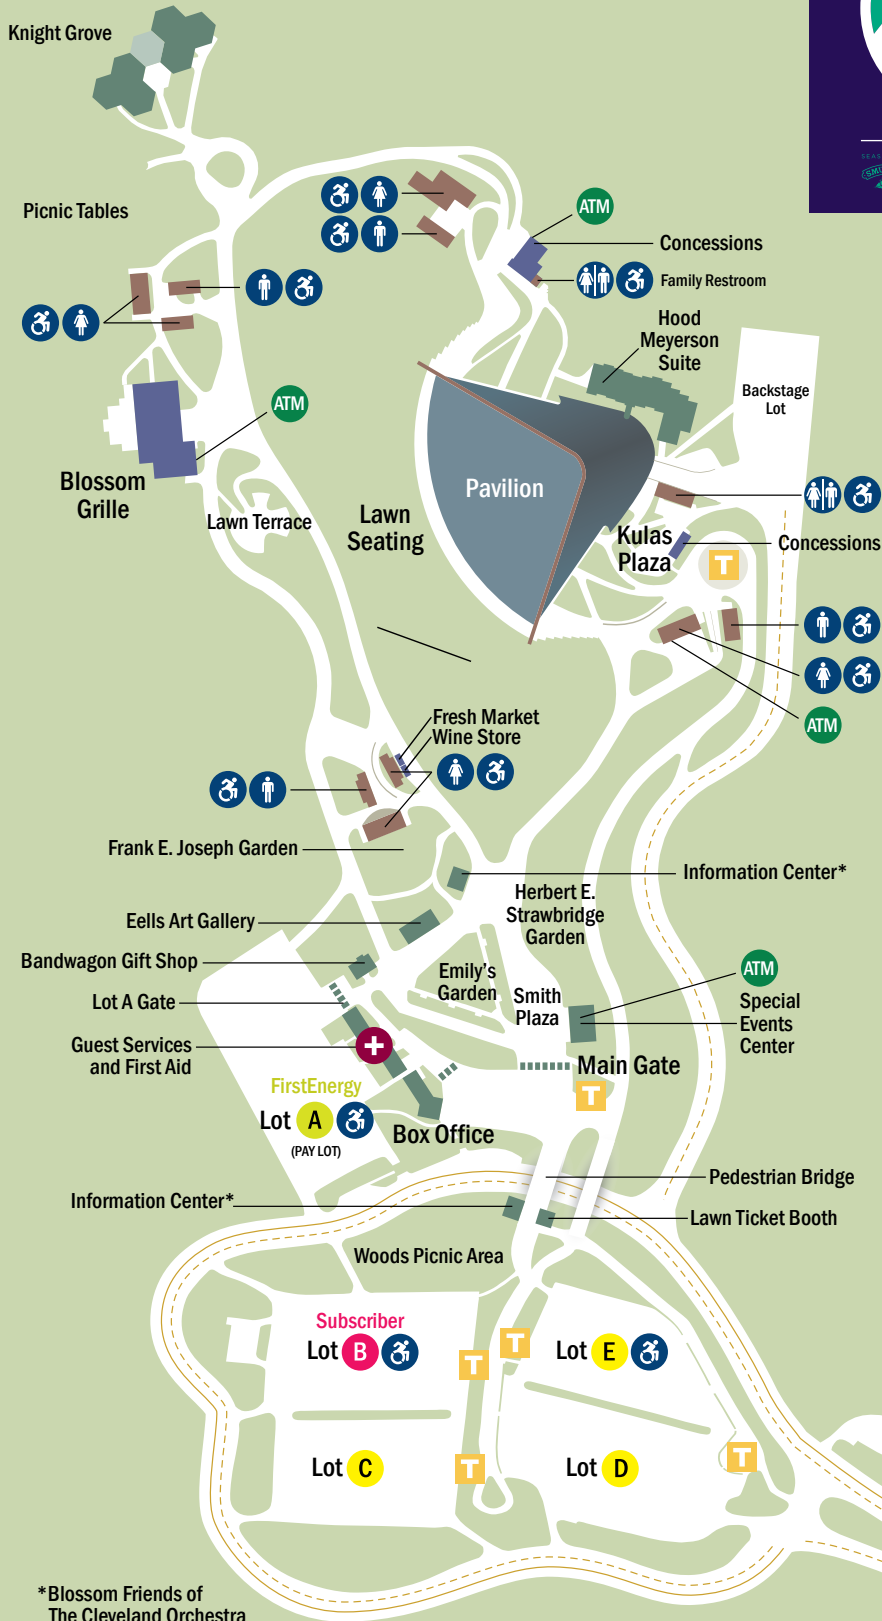 Knight Grove
SEAS
SMU
Picnic Tables
ATM
Concessions
Family Restroom
Hood
Meyerson
Suite
Backstage
Lot
ATM
Blossom
Grille
Lawn Terrace
Lawn
Seating
Pavilion
Kulas
Plaza
Concessions
T
ATM
Fresh Market
Wine Store
Frank E. Joseph Garden
Information Center*
Herbert E.
Strawbridge
Garden
Eells Art Gallery
Bandwagon Gift Shop
Emily's
Garden
Lot A Gate
Smith
Plaza
ATM
Special
Events
Center
Guest Services
and First Aid
Main Gate
T
FirstEnergy
Lot A
(PAY LOT)
Box Office
Pedestrian Bridge
Information Center*
Lawn Ticket Booth
Woods Picnic Area
Subscriber
Lot B
T
T
Lot E
Lot C
T
Lot D
T
*Blossom Friends of
The Cleveland Orchestra